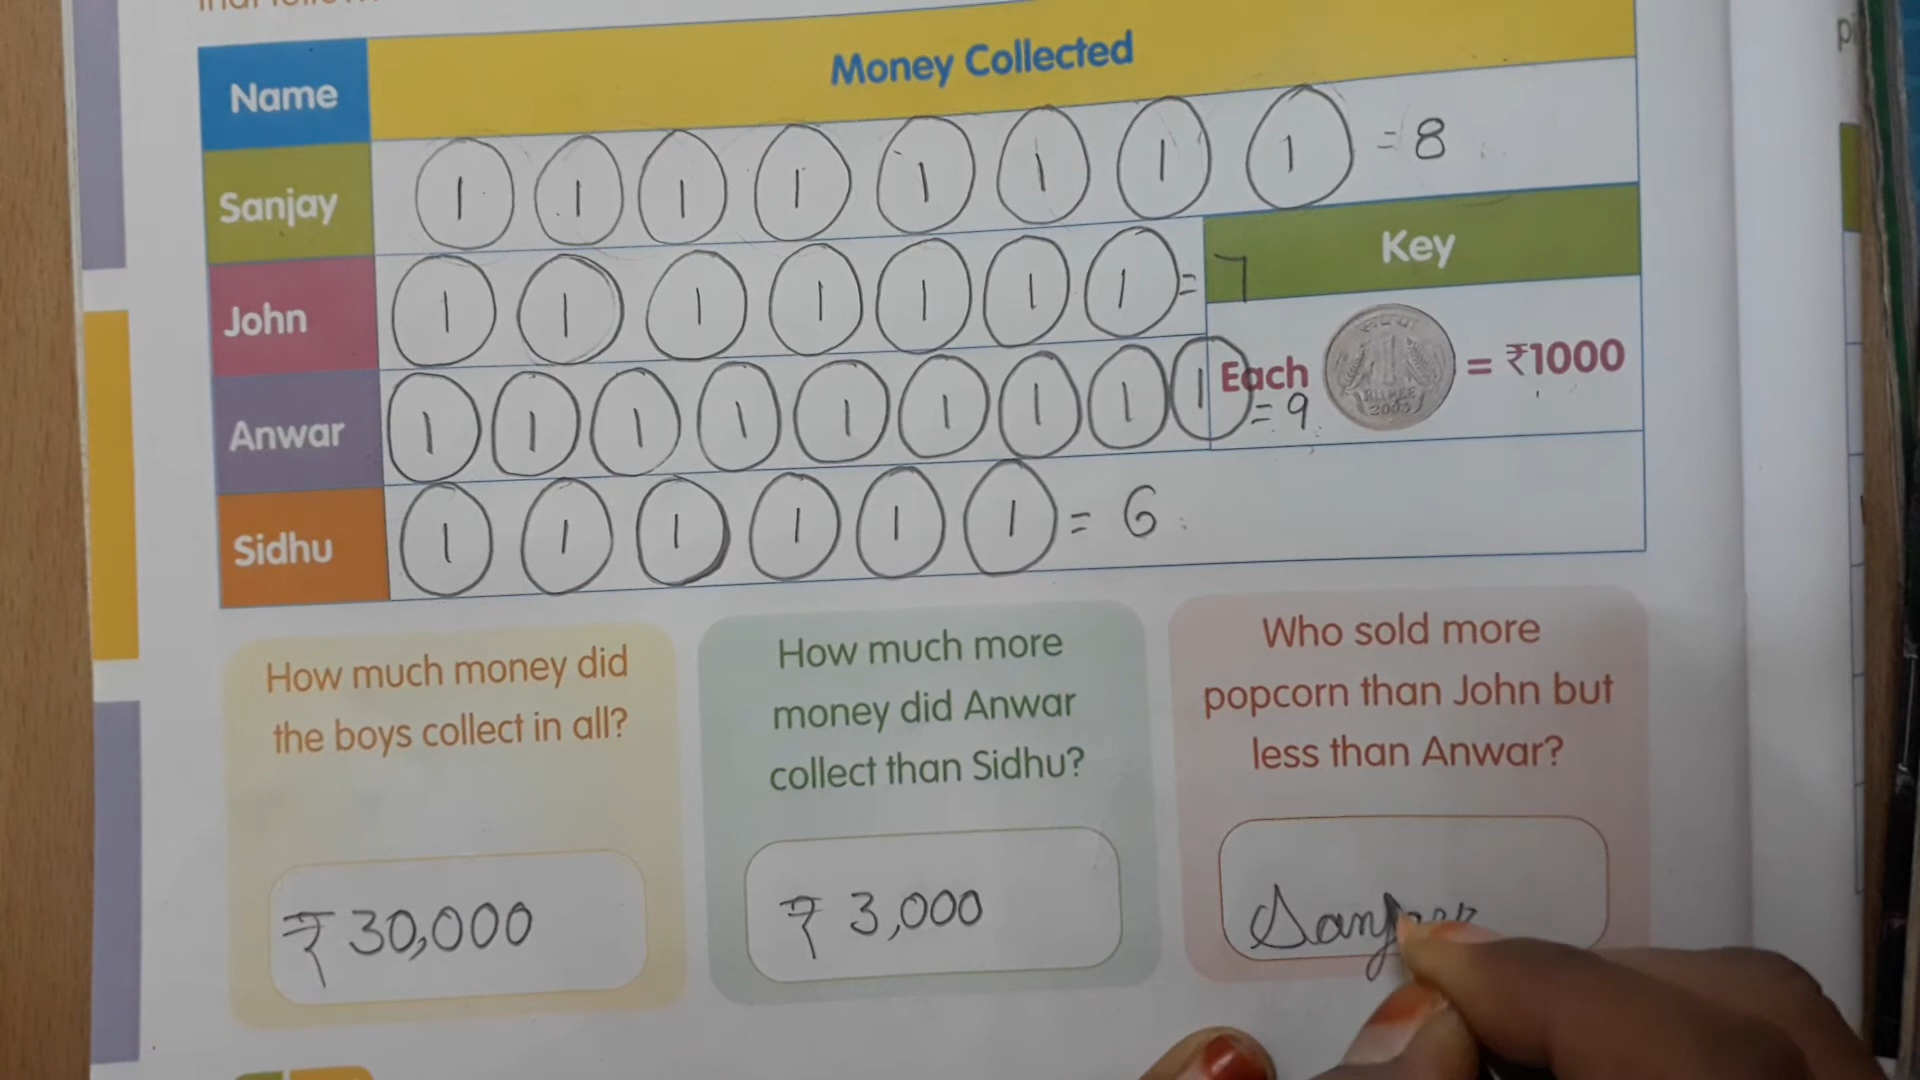 Name Money Collected
Sanjay 1 1 1 1 1 1 1 1 = 8
Key
John 1 1 1 1 1 1 1 = 7
Each 1 RUPEE = ₹1000
Anwar 1 1 1 1 1 1 1 1 1 = 9
Sidhu 1 1 1 1 1 1 = 6
How much money did
the boys collect in all?
₹ 30,000
How much more
money did Anwar
collect than Sidhu?
₹ 3,000
Who sold more
popcorn than John but
less than Anwar?